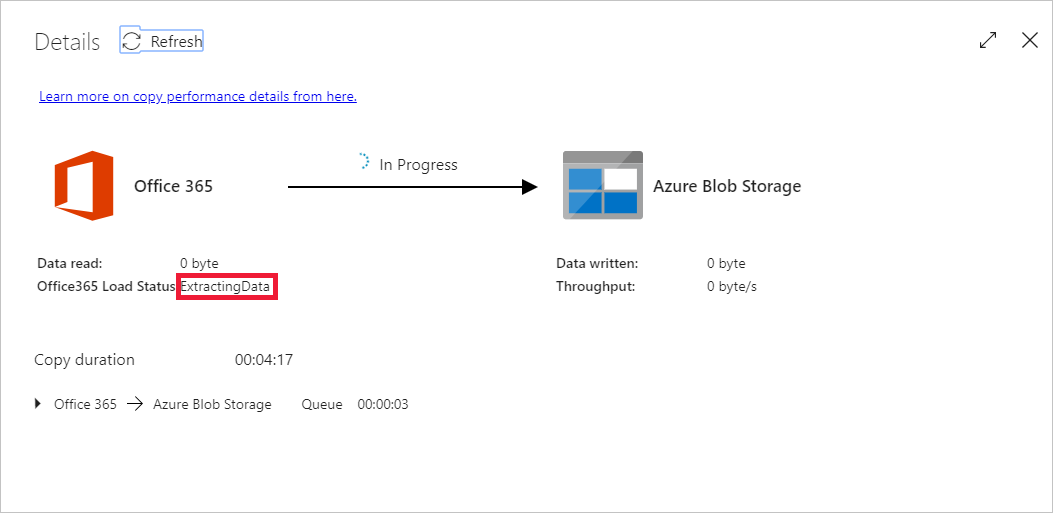 Details Refresh
Learn more on copy performance details from here.
In Progress
Office 365 Azure Blob Storage
Data read: 0 byte Data written: 0 byte
Office365 Load Status ExtractingData Throughput: 0 byte/s
Copy duration 00:04:17
Office 365 → Azure Blob Storage Queue 00:00:03